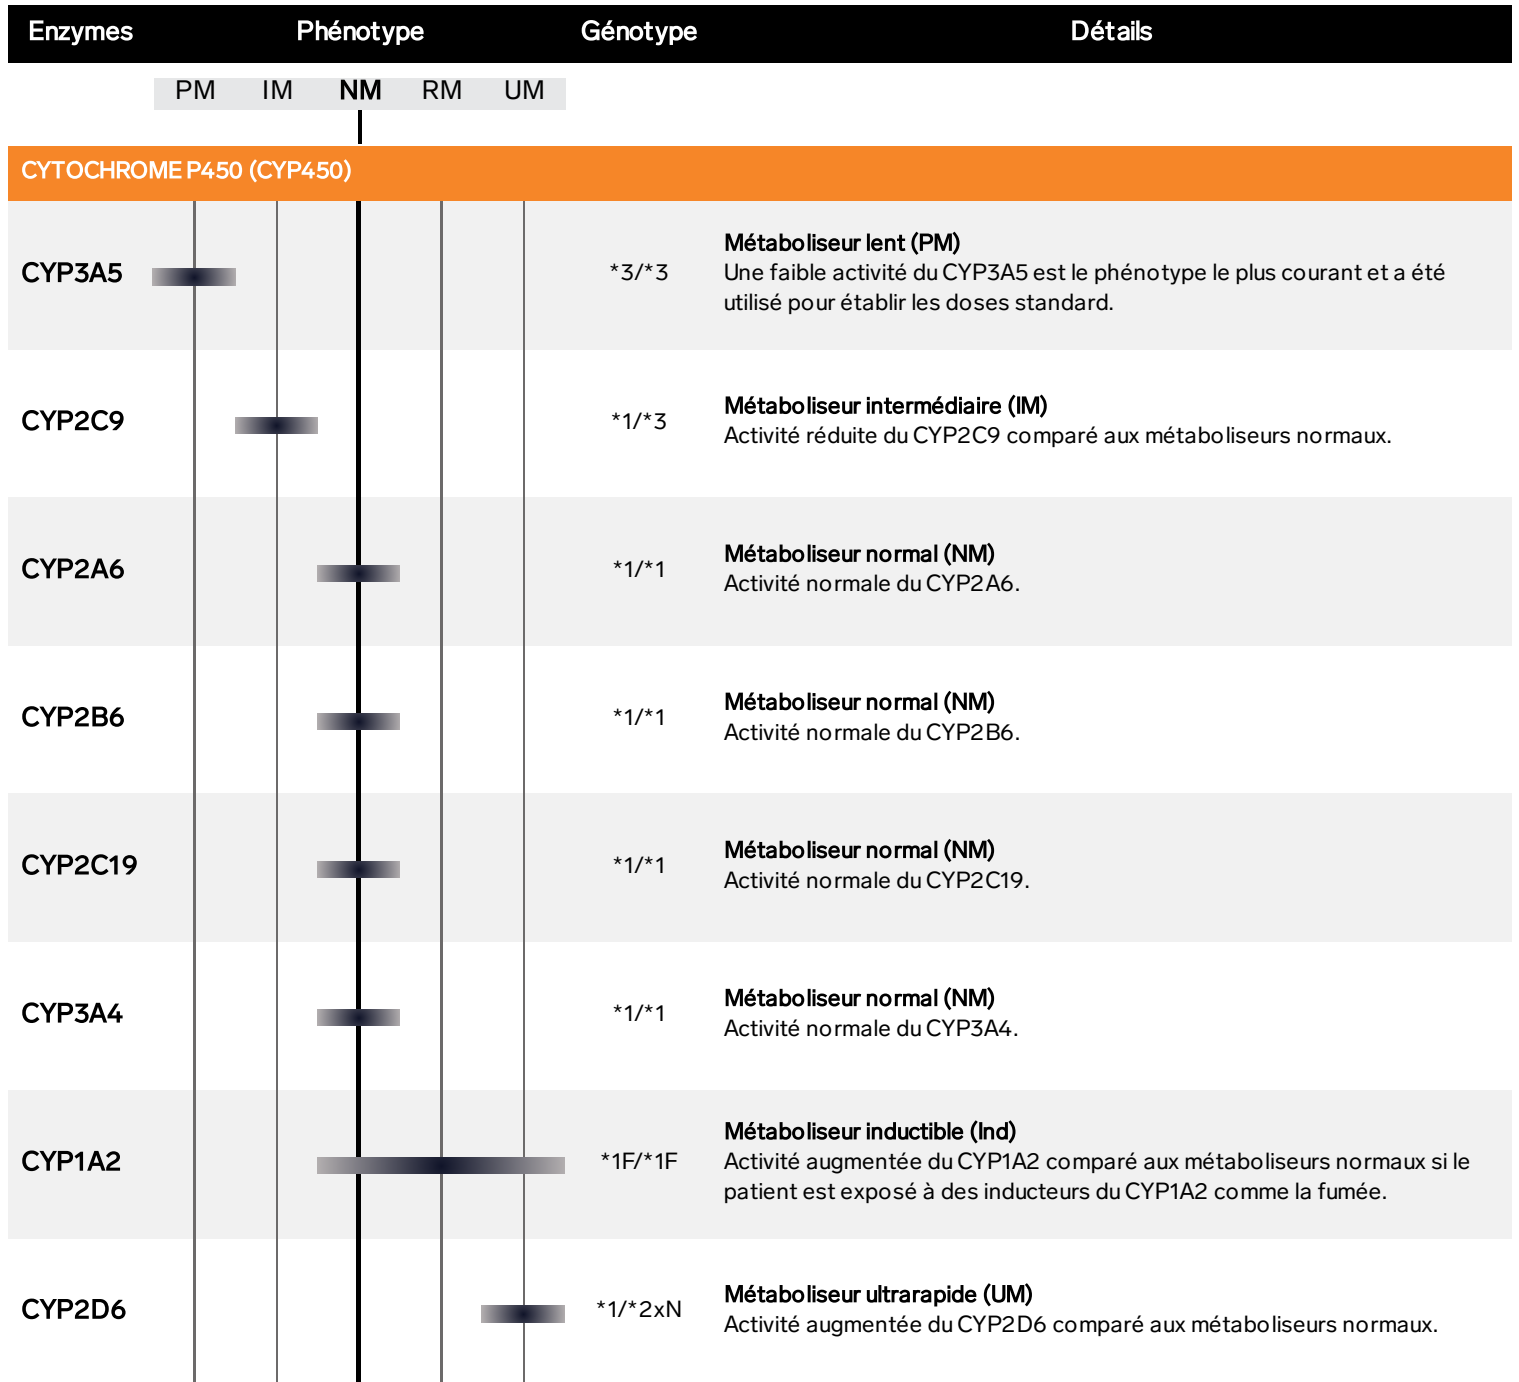 Enzymes Phénotype Génotype Détails
PM IM NM RM UM
CYTOCHROME P450 (CYP450)
CYP3A5 *3/*3 Métaboliseur lent (PM)
Une faible activité du CYP3A5 est le phénotype le plus courant et a été
utilisé pour établir les doses standard.
CYP2C9 *1/*3 Métaboliseur intermédiaire (IM)
Activité réduite du CYP2C9 comparé aux métaboliseurs normaux.
CYP2A6 *1/*1 Métaboliseur normal (NM)
Activité normale du CYP2A6.
CYP2B6 *1/*1 Métaboliseur normal (NM)
Activité normale du CYP2B6.
CYP2C19 *1/*1 Métaboliseur normal (NM)
Activité normale du CYP2C19.
CYP3A4 *1/*1 Métaboliseur normal (NM)
Activité normale du CYP3A4.
CYP1A2 *1F/*1F Métaboliseur inductible (Ind)
Activité augmentée du CYP1A2 comparé aux métaboliseurs normaux si le
patient est exposé à des inducteurs du CYP1A2 comme la fumée.
CYP2D6 *1/*2xN Métaboliseur ultrarapide (UM)
Activité augmentée du CYP2D6 comparé aux métaboliseurs normaux.